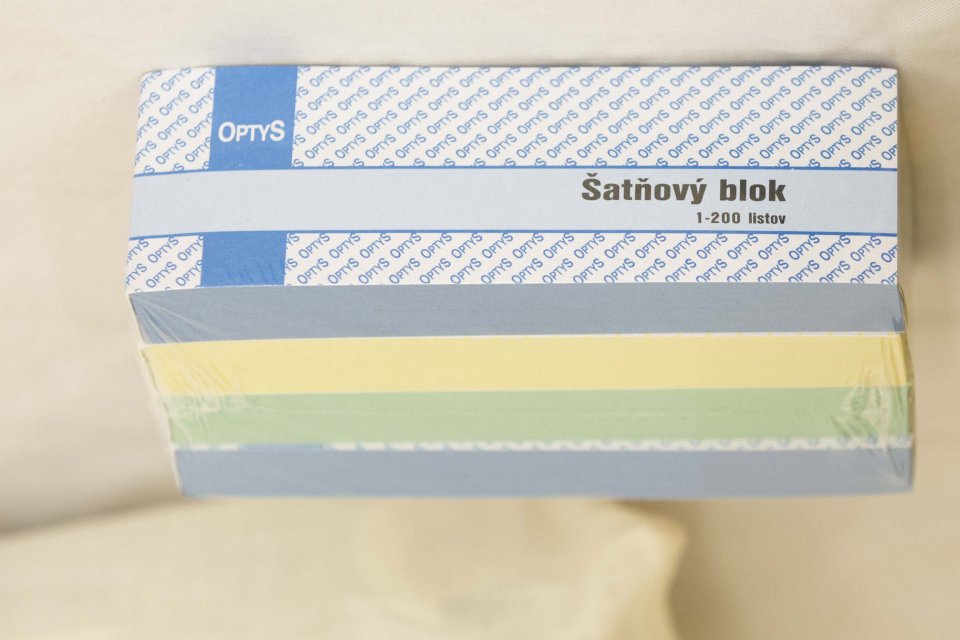 OPTYS
Šatňový blok
1-200 listov